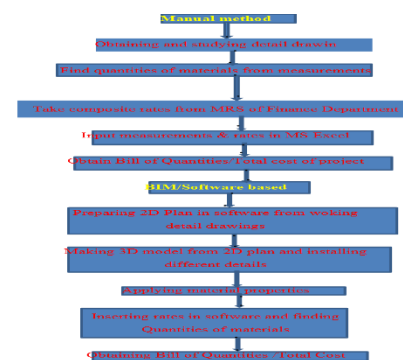 Manual method
Obtaining and studying detail drawin
Find quantities of materials from measurements
Take composite rates from MRS of Finance Department
Input measurements & rates in MS Excel
Obtain Bill of Quantities/Total cost of project
BIM/Software based
Preparing 2D Plan in software from woking
detail drawings
Making 3D model from 2D plan and installing
different details
Applying material properties
Inserting rates in software and finding
Quantities of materials
Obtaining Bill of Quantities /Total Cost